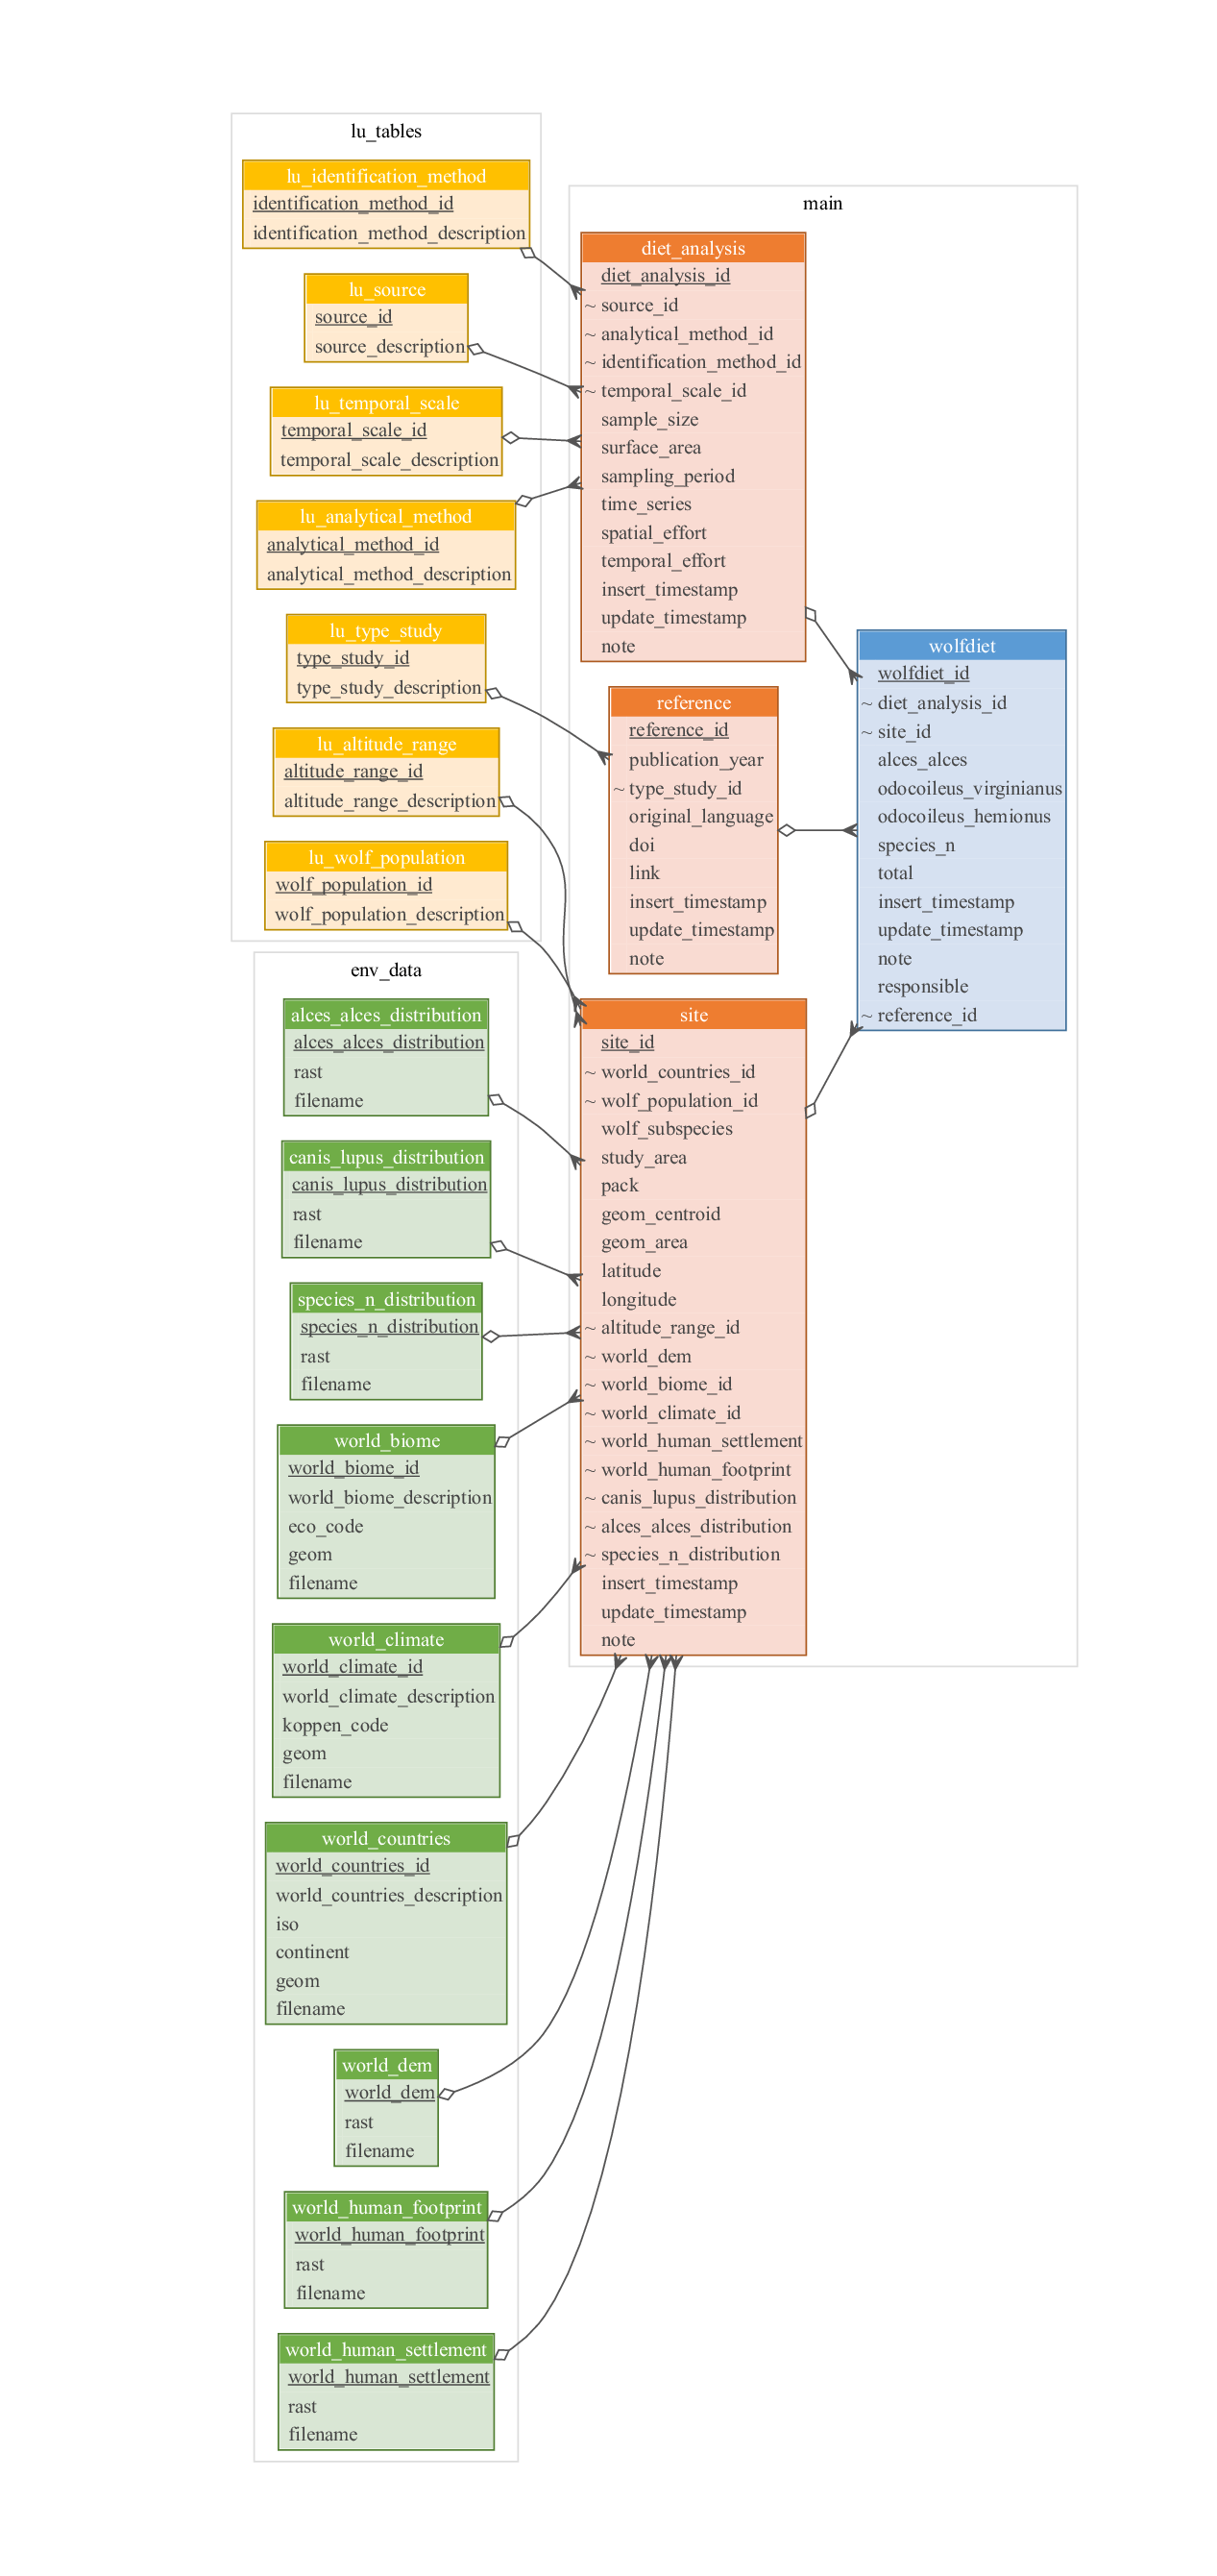 lu_tables
lu_identification_method
identification_method_id
identification_method_description
lu_source
source_id
source_description
lu_temporal_scale
temporal_scale_id
temporal_scale_description
lu_analytical_method
analytical_method_id
analytical_method_description
lu_type_study
type_study_id
type_study_description
lu_altitude_range
altitude_range_id
altitude_range_description
lu_wolf_population
wolf_population_id
wolf_population_description
env_data
alces_alces_distribution
alces_alces_distribution
rast
filename
canis_lupus_distribution
canis_lupus_distribution
rast
filename
species_n_distribution
species_n_distribution
rast
filename
world_biome
world_biome_id
world_biome_description
eco_code
geom
filename
world_climate
world_climate_id
world_climate_description
koppen_code
geom
filename
world_countries
world_countries_id
world_countries_description
iso
continent
geom
filename
world_dem
world_dem
rast
filename
world_human_footprint
world_human_footprint
rast
filename
world_human_settlement
world_human_settlement
rast
filename
main
diet_analysis
diet_analysis_id
~ source_id
~ analytical_method_id
~ identification_method_id
~ temporal_scale_id
sample_size
surface_area
sampling_period
time_series
spatial_effort
temporal_effort
insert_timestamp
update_timestamp
note
reference
reference_id
publication_year
~ type_study_id
original_language
doi
link
insert_timestamp
update_timestamp
note
site
site_id
~ world_countries_id
~ wolf_population_id
wolf_subspecies
study_area
pack
geom_centroid
geom_area
latitude
longitude
~ altitude_range_id
~ world_dem
~ world_biome_id
~ world_climate_id
~ world_human_settlement
~ world_human_footprint
~ canis_lupus_distribution
~ alces_alces_distribution
~ species_n_distribution
insert_timestamp
update_timestamp
note
wolfdiet
wolfdiet_id
~ diet_analysis_id
~ site_id
alces_alces
odocoileus_virginianus
odocoileus_hemionus
species_n
total
insert_timestamp
update_timestamp
note
responsible
~ reference_id